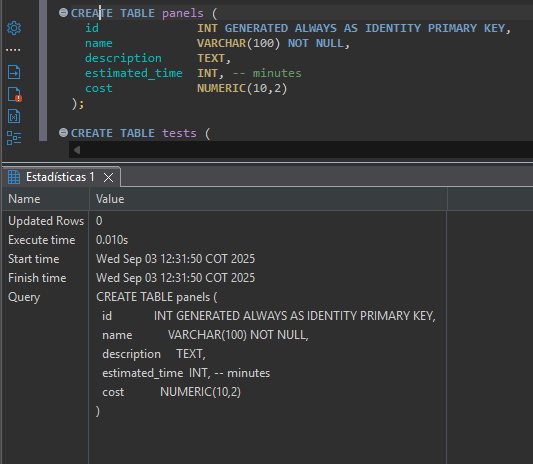 CREATE TABLE panels (
id INT GENERATED ALWAYS AS IDENTITY PRIMARY KEY,
name VARCHAR(100) NOT NULL,
description TEXT,
estimated_time INT, -- minutes
cost NUMERIC(10,2)
);
CREATE TABLE tests (
Estadísticas 1
Name Value
Updated Rows 0
Execute time 0.010s
Start time Wed Sep 03 12:31:50 COT 2025
Finish time Wed Sep 03 12:31:50 COT 2025
Query CREATE TABLE panels (
id INT GENERATED ALWAYS AS IDENTITY PRIMARY KEY,
name VARCHAR(100) NOT NULL,
description TEXT,
estimated_time INT, -- minutes
cost NUMERIC(10,2)
)